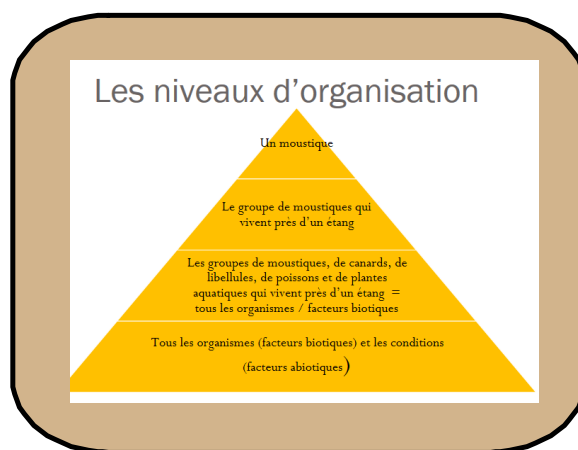 Les niveaux d'organisation
Un moustique
Le groupe de moustiques qui
vivent près d'un étang
Les groupes de moustiques, de canards, de
libellules, de poissons et de plantes
aquatiques qui vivent près d'un étang =
tous les organismes / facteurs biotiques
Tous les organismes (facteurs biotiques) et les conditions
(facteurs abiotiques)